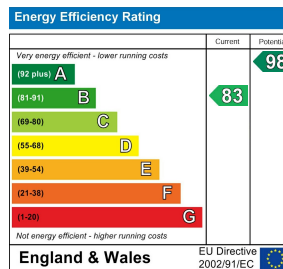 Energy Efficiency Rating
Current Potenti
Very energy efficient - lower running costs
(92 plus) A
98
(81-91) B
83
(69-80) C
(55-68) D
(39-54) E
(21-38) F
(1-20) G
Not energy efficient - higher running costs
England & Wales
EU Directive
2002/91/EC